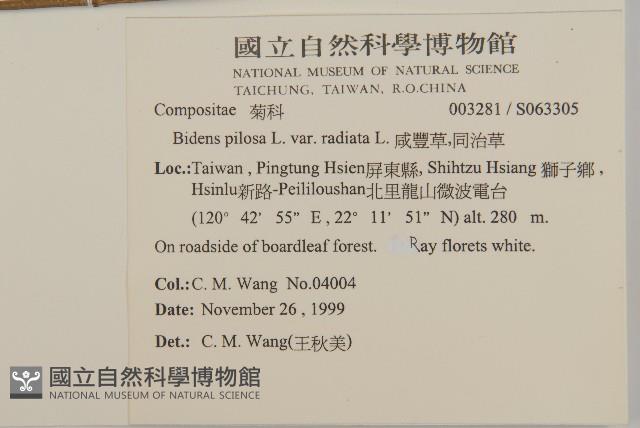 國立自然科學博物館
NATIONAL MUSEUM OF NATURAL SCIENCE
TAICHUNG, TAIWAN, R.O.CHINA
Compositae 菊科 003281 / S063305
Bidens pilosa L. var. radiata L. 咸豐草,同治草
Loc.:Taiwan , Pingtung Hsien屏東縣, Shihtzu Hsiang 獅子鄉 ,
Hsinlu新路-Peililoushan北里龍山微波電台
(120° 42' 55" E , 22° 11' 51" N) alt. 280 m.
On roadside of boardleaf forest. Ray florets white.
Col.: C. M. Wang No.04004
Date: November 26 , 1999
Det.: C. M. Wang(王秋美)
國立自然科學博物館
NATIONAL MUSEUM OF NATURAL SCIENCE